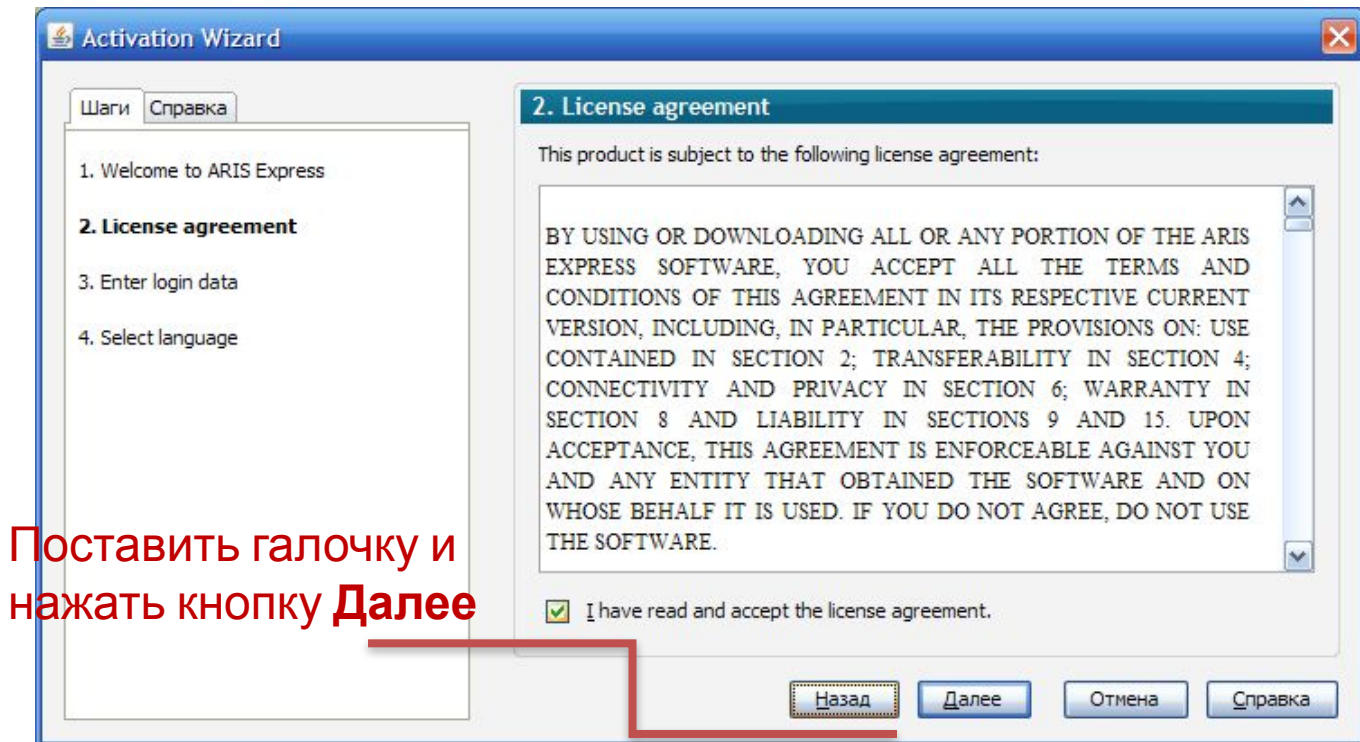 Activation Wizard
Шаги Справка
1. Welcome to ARIS Express
2. License agreement
3. Enter login data
4. Select language
2. License agreement
This product is subject to the following license agreement:
BY USING OR DOWNLOADING ALL OR ANY PORTION OF THE ARIS
EXPRESS SOFTWARE, YOU ACCEPT ALL THE TERMS AND
CONDITIONS OF THIS AGREEMENT IN ITS RESPECTIVE CURRENT
VERSION, INCLUDING, IN PARTICULAR, THE PROVISIONS ON: USE
CONTAINED IN SECTION 2; TRANSFERABILITY IN SECTION 4;
CONNECTIVITY AND PRIVACY IN SECTION 6; WARRANTY IN
SECTION 8 AND LIABILITY IN SECTIONS 9 AND 15. UPON
ACCEPTANCE, THIS AGREEMENT IS ENFORCEABLE AGAINST YOU
AND ANY ENTITY THAT OBTAINED THE SOFTWARE AND ON
WHOSE BEHALF IT IS USED. IF YOU DO NOT AGREE, DO NOT USE
THE SOFTWARE.
I have read and accept the license agreement.
Поставить галочку и
нажать кнопку Далее
Назад Далее Отмена Справка